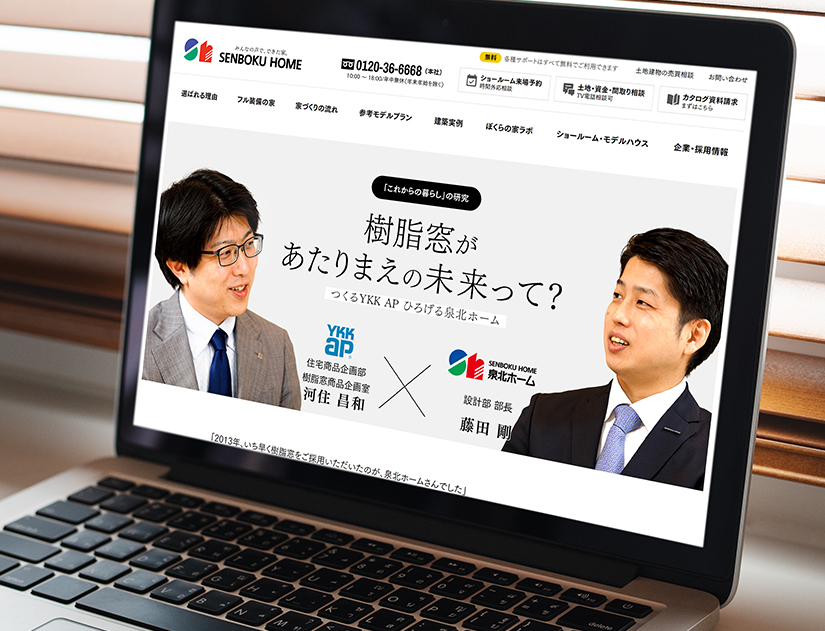 みんなの戸で、できた家。
SENBOKU HOME
0120-36-6668(本社)
10:00 ～ 18:00/年中無休(年末年始を除く)
無料 各種サポートはすべて無料でご利用できます
土地建物の売買相談
お問い合わせ
ショールーム来場予約
時間外応相談
土地・資金・間取り相談
TV電話相談可
カタログ資料請求
まずはこちら
選ばれる理由
フル装備の家
家づくりの流れ
参考モデルプラン
建築実例
ぼくらの家ラボ
ショールーム・モデルハウス
企業・採用情報
「これからの暮らし」の研究
樹脂窓が
あたりまえの未来って?
つくるYKK AP ひろげる泉北ホーム
YKK
ap
住宅商品企画部
樹脂窓商品企画室
河住 昌和
SENBOKU HOME
泉北ホーム
設計部 部長
藤田 剛
「2013年、いち早く樹脂窓をご採用いただいたのが、泉北ホームさんでした」
delete